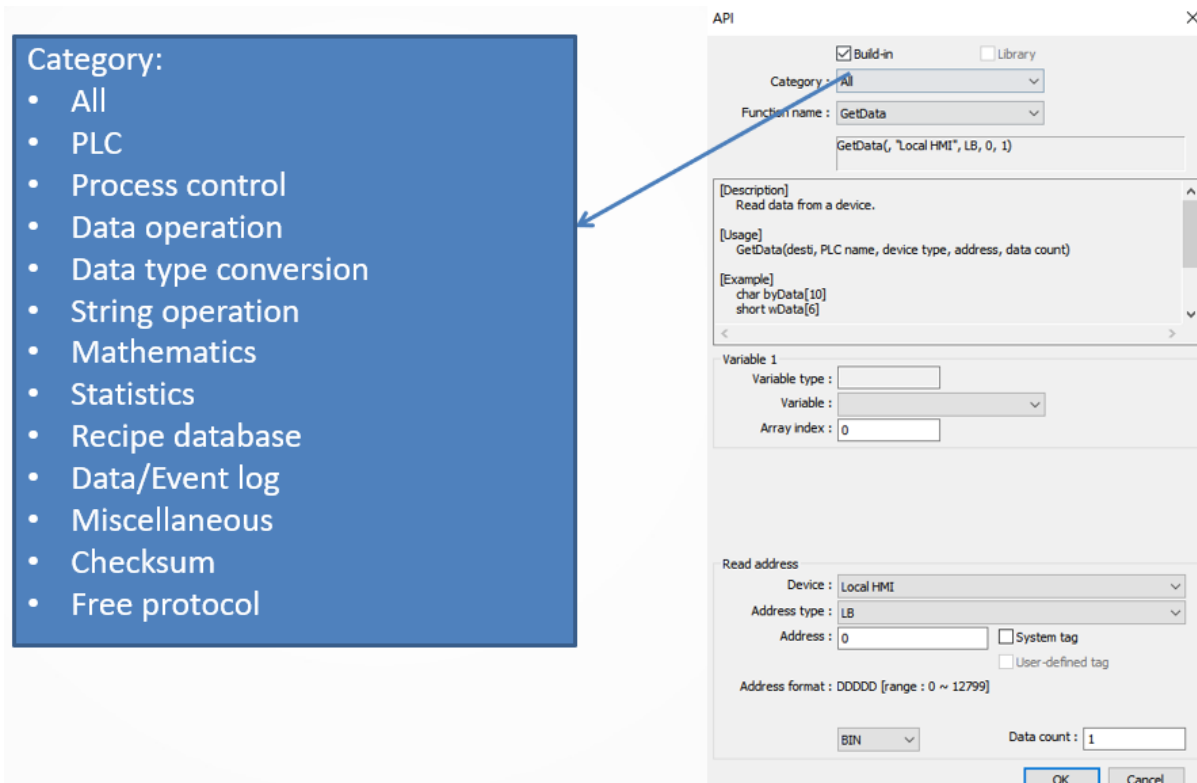 Category:
• All
• PLC
• Process control
• Data operation
• Data type conversion
• String operation
• Mathematics
• Statistics
• Recipe database
• Data/Event log
• Miscellaneous
• Checksum
• Free protocol
API
Build-in Library
Category : All
Function name : GetData
GetData(, "Local HMI", LB, 0, 1)
[Description]
Read data from a device.
[Usage]
GetData(desti, PLC name, device type, address, data count)
[Example]
char byData[10]
short wData[6]
Variable 1
Variable type :
Variable :
Array index : 0
Read address
Device : Local HMI
Address type : LB
Address : 0 System tag
User-defined tag
Address format : DDDDD [range : 0 ~ 12799]
BIN Data count : 1
OK Cancel